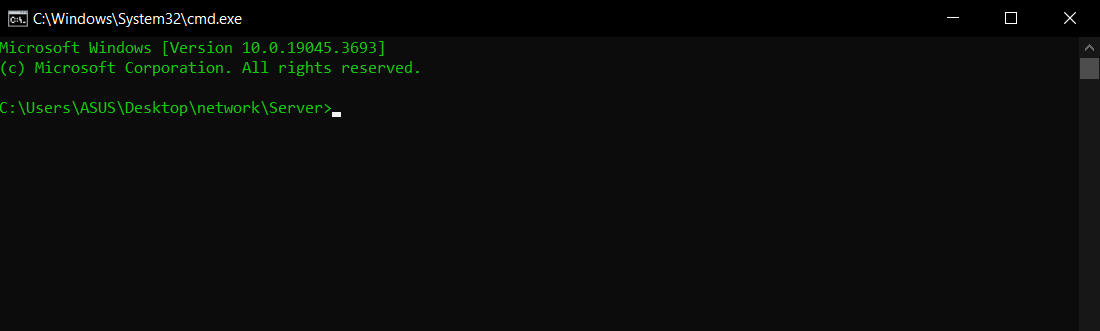 C:\Windows\System32\cmd.exe
Microsoft Windows [Version 10.0.19045.3693]
(c) Microsoft Corporation. All rights reserved.
C:\Users\ASUS\Desktop\network\Server>